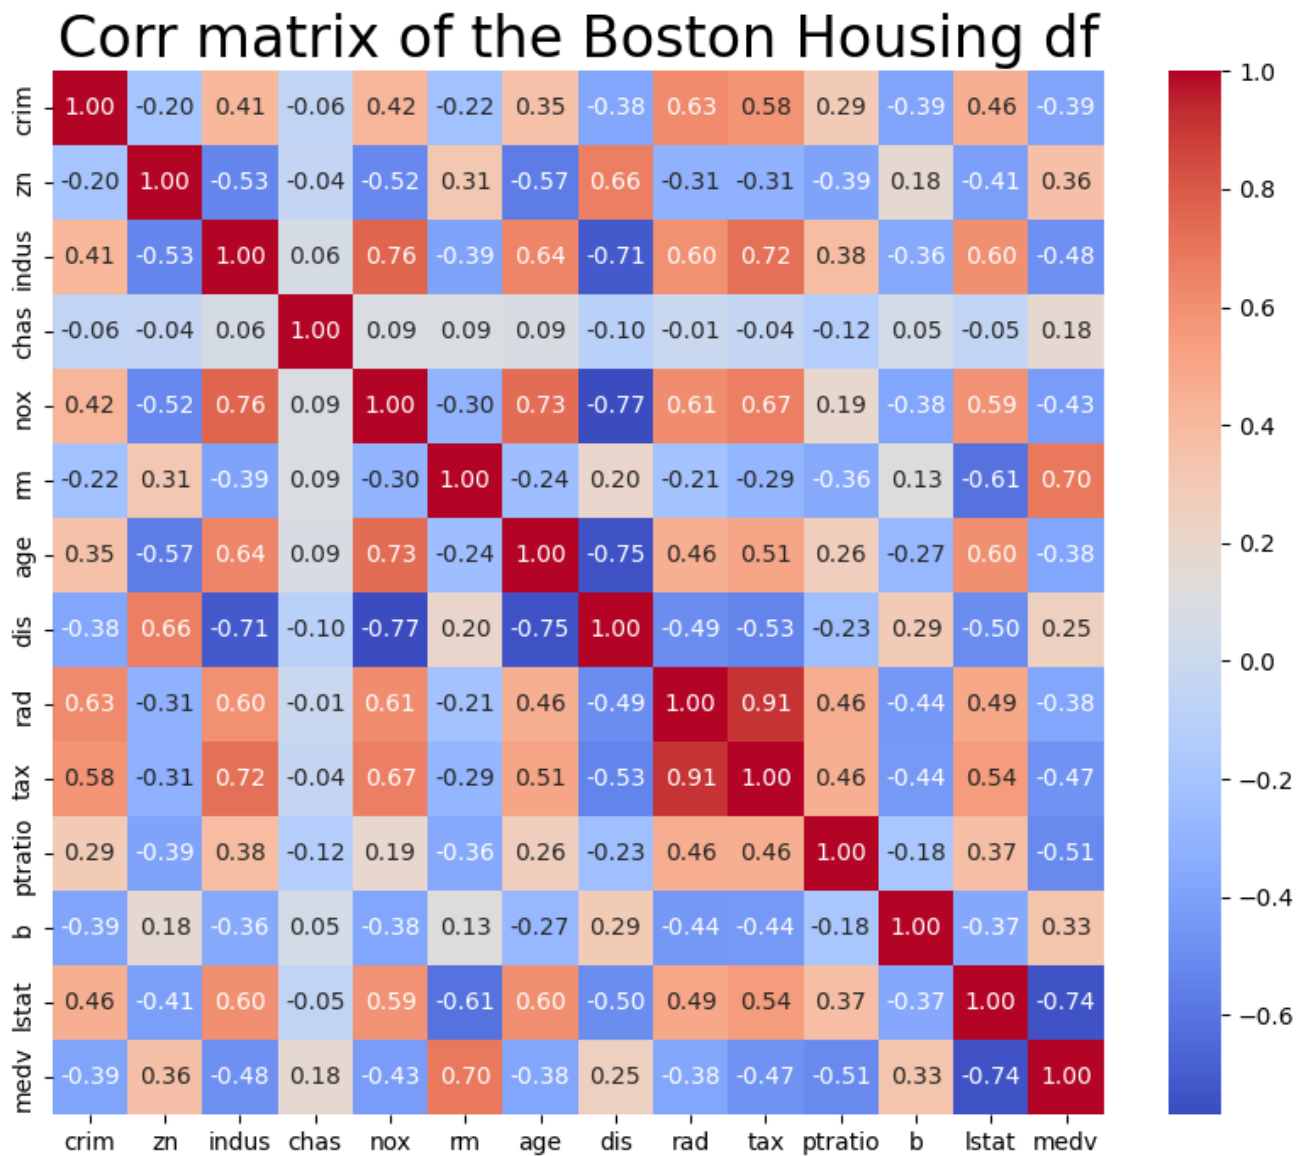 Corr matrix of the Boston Housing df
crim 1.00 -0.20 0.41 -0.06 0.42 -0.22 0.35 -0.38 0.63 0.58 0.29 -0.39 0.46 -0.39
zn -0.20 1.00 -0.53 -0.04 -0.52 0.31 -0.57 0.66 -0.31 -0.31 -0.39 0.18 -0.41 0.36
indus 0.41 -0.53 1.00 0.06 0.76 -0.39 0.64 -0.71 0.60 0.72 0.38 -0.36 0.60 -0.48
chas -0.06 -0.04 0.06 1.00 0.09 0.09 0.09 -0.10 -0.01 -0.04 -0.12 0.05 -0.05 0.18
nox 0.42 -0.52 0.76 0.09 1.00 -0.30 0.73 -0.77 0.61 0.67 0.19 -0.38 0.59 -0.43
rm -0.22 0.31 -0.39 0.09 -0.30 1.00 -0.24 0.20 -0.21 -0.29 -0.36 0.13 -0.61 0.70
age 0.35 -0.57 0.64 0.09 0.73 -0.24 1.00 -0.75 0.46 0.51 0.26 -0.27 0.60 -0.38
dis -0.38 0.66 -0.71 -0.10 -0.77 0.20 -0.75 1.00 -0.49 -0.53 -0.23 0.29 -0.50 0.25
rad 0.63 -0.31 0.60 -0.01 0.61 -0.21 0.46 -0.49 1.00 0.91 0.46 -0.44 0.49 -0.38
tax 0.58 -0.31 0.72 -0.04 0.67 -0.29 0.51 -0.53 0.91 1.00 0.46 -0.44 0.54 -0.47
ptratio 0.29 -0.39 0.38 -0.12 0.19 -0.36 0.26 -0.23 0.46 0.46 1.00 -0.18 0.37 -0.51
b -0.39 0.18 -0.36 0.05 -0.38 0.13 -0.27 0.29 -0.44 -0.44 -0.18 1.00 -0.37 0.33
lstat 0.46 -0.41 0.60 -0.05 0.59 -0.61 0.60 -0.50 0.49 0.54 0.37 -0.37 1.00 -0.74
medv -0.39 0.36 -0.48 0.18 -0.43 0.70 -0.38 0.25 -0.38 -0.47 -0.51 0.33 -0.74 1.00
crim zn indus chas nox rm age dis rad tax ptratio b lstat medv
1.0
0.8
0.6
0.4
0.2
0.0
−0.2
−0.4
−0.6